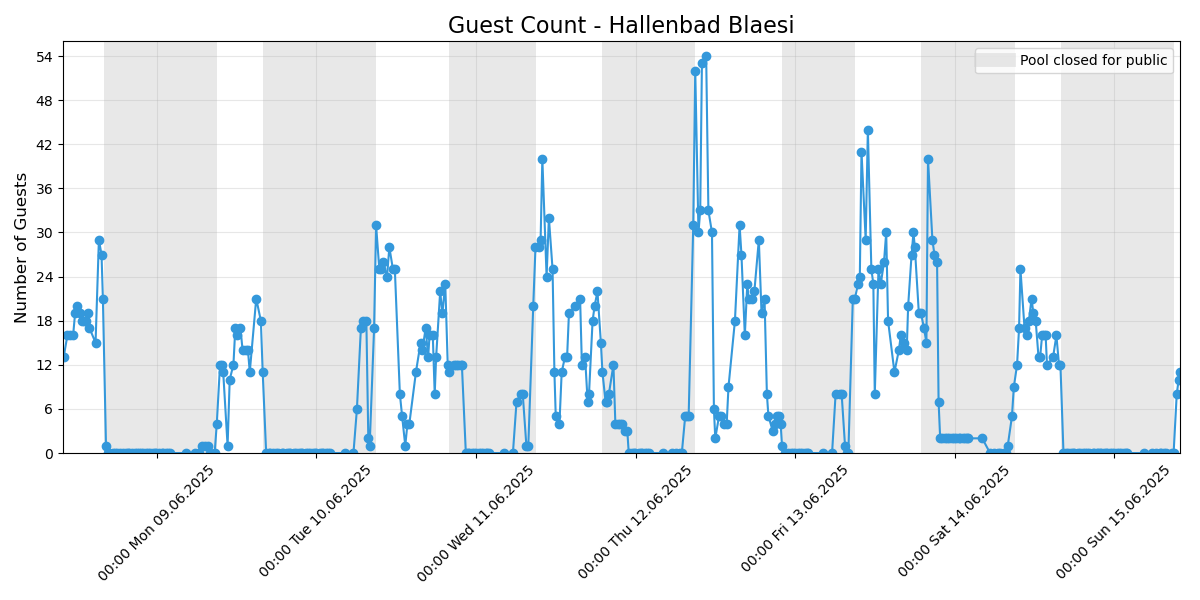 Guest Count - Hallenbad Blaesi
Pool closed for public
Number of Guests
54
48
42
36
30
24
18
12
6
0
00:00 Mon 09.06.2025
00:00 Tue 10.06.2025
00:00 Wed 11.06.2025
00:00 Thu 12.06.2025
00:00 Fri 13.06.2025
00:00 Sat 14.06.2025
00:00 Sun 15.06.2025